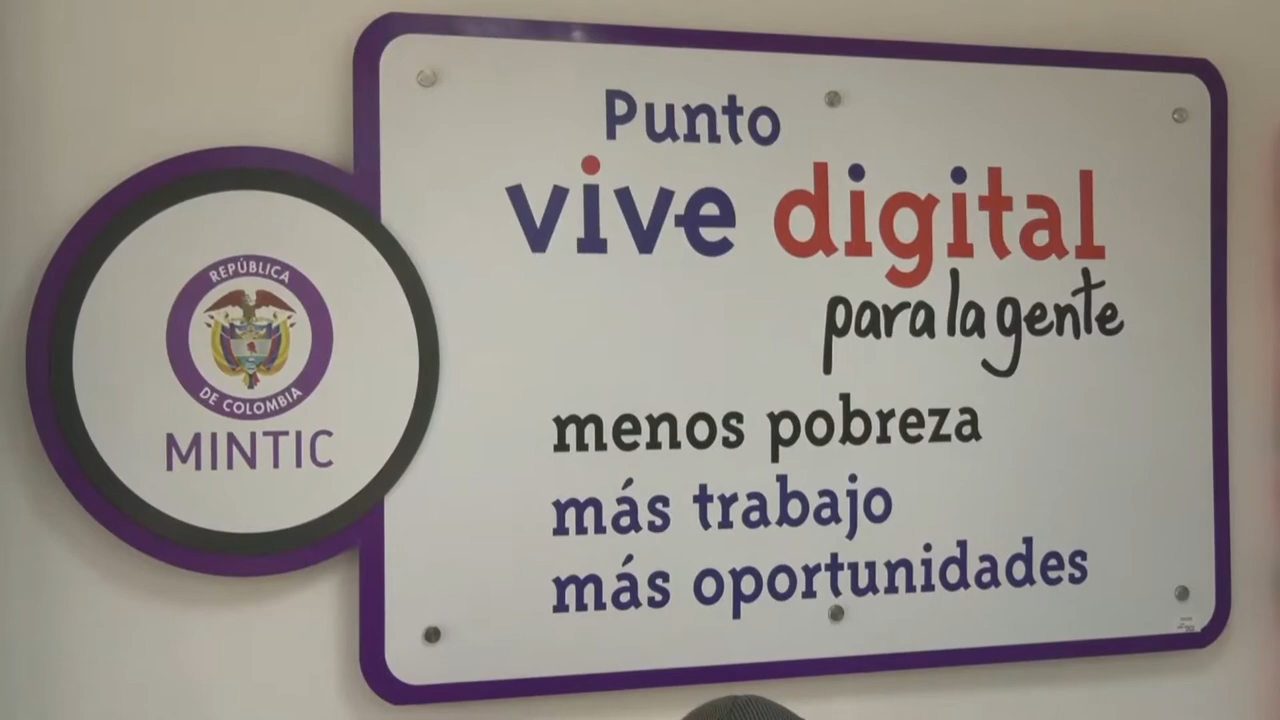 REPÚBLICA
DE COLOMBIA
MINTIC
Punto
vive digital
para la gente
menos pobreza
más trabajo
más oportunidades